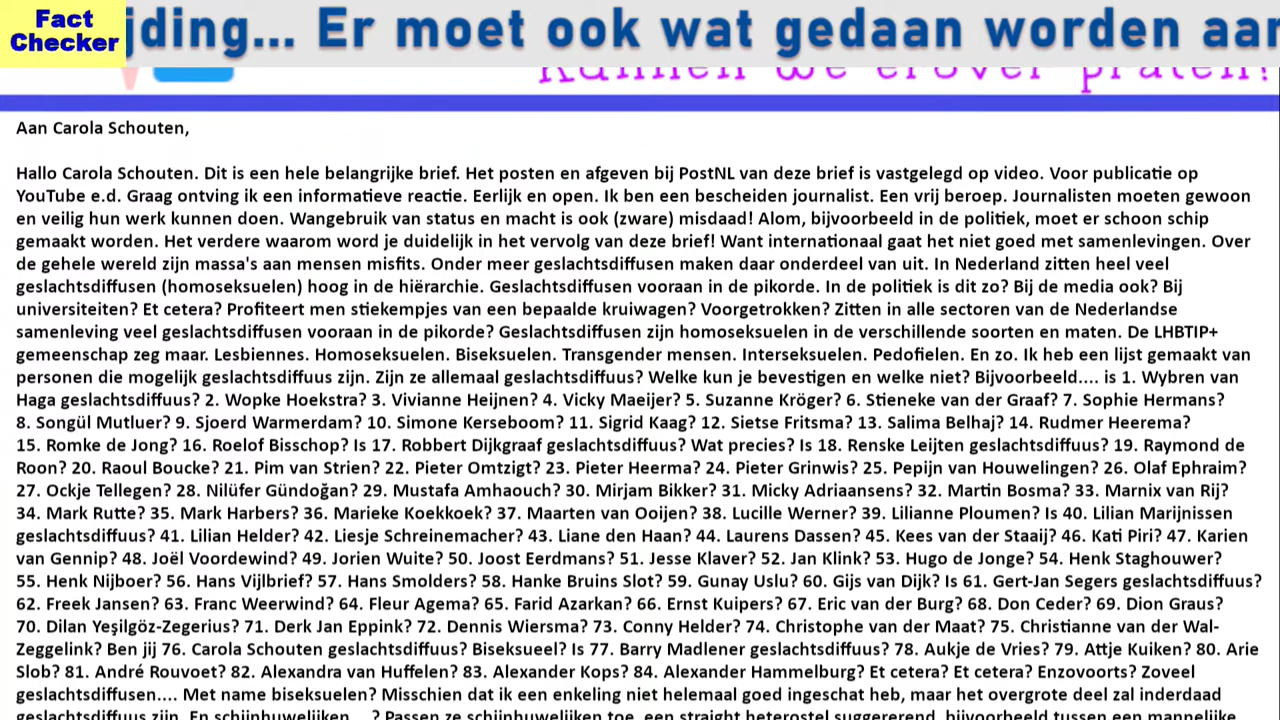 Fact
Checker
jding... Er moet ook wat gedaan worden aan
Kunnen we erover praten?
Aan Carola Schouten,
Hallo Carola Schouten. Dit is een hele belangrijke brief. Het posten en afgeven bij PostNL van deze brief is vastgelegd op video. Voor publicatie op
YouTube e.d. Graag ontving ik een informatieve reactie. Eerlijk en open. Ik ben een bescheiden journalist. Een vrij beroep. Journalisten moeten gewoon
en veilig hun werk kunnen doen. Wangebruik van status en macht is ook (zware) misdaad! Alom, bijvoorbeeld in de politiek, moet er schoon schip
gemaakt worden. Het verdere waarom word je duidelijk in het vervolg van deze brief! Want internationaal gaat het niet goed met samenlevingen. Over
de gehele wereld zijn massa's aan mensen misfits. Onder meer geslachtsdiffusen maken daar onderdeel van uit. In Nederland zitten heel veel
geslachtsdiffusen (homoseksuelen) hoog in de hiërarchie. Geslachtsdiffusen vooraan in de pikorde. In de politiek is dit zo? Bij de media ook? Bij
universiteiten? Et cetera? Profiteert men stiekempjes van een bepaalde kruiwagen? Voorgetrokken? Zitten in alle sectoren van de Nederlandse
samenleving veel geslachtsdiffusen vooraan in de pikorde? Geslachtsdiffusen zijn homoseksuelen in de verschillende soorten en maten. De LHBTIP+
gemeenschap zeg maar. Lesbiennes. Homoseksuelen. Biseksuelen. Transgender mensen. Interseksuelen. Pedofielen. En zo. Ik heb een lijst gemaakt van
personen die mogelijk geslachtsdiffuus zijn. Zijn ze allemaal geslachtsdiffuus? Welke kun je bevestigen en welke niet? Bijvoorbeeld.... is 1. Wybren van
Haga geslachtsdiffuus? 2. Wopke Hoekstra? 3. Vivianne Heijnen? 4. Vicky Maeijer? 5. Suzanne Kröger? 6. Stieneke van der Graaf? 7. Sophie Hermans?
8. Songül Mutluer? 9. Sjoerd Warmerdam? 10. Simone Kerseboom? 11. Sigrid Kaag? 12. Sietse Fritsma? 13. Salima Belhaj? 14. Rudmer Heerema?
15. Romke de Jong? 16. Roelof Bisschop? Is 17. Robbert Dijkgraaf geslachtsdiffuus? Wat precies? Is 18. Renske Leijten geslachtsdiffuus? 19. Raymond de
Roon? 20. Raoul Boucke? 21. Pim van Strien? 22. Pieter Omtzigt? 23. Pieter Heerma? 24. Pieter Grinwis? 25. Pepijn van Houwelingen? 26. Olaf Ephraim?
27. Ockje Tellegen? 28. Nilüfer Gündoğan? 29. Mustafa Amhaouch? 30. Mirjam Bikker? 31. Micky Adriaansens? 32. Martin Bosma? 33. Marnix van Rij?
34. Mark Rutte? 35. Mark Harbers? 36. Marieke Koekkoek? 37. Maarten van Ooijen? 38. Lucille Werner? 39. Lilianne Ploumen? Is 40. Lilian Marijnissen
geslachtsdiffuus? 41. Lilian Helder? 42. Liesje Schreinemacher? 43. Liane den Haan? 44. Laurens Dassen? 45. Kees van der Staaij? 46. Kati Piri? 47. Karien
van Gennip? 48. Joël Voordewind? 49. Jorien Wuite? 50. Joost Eerdmans? 51. Jesse Klaver? 52. Jan Klink? 53. Hugo de Jonge? 54. Henk Staghouwer?
55. Henk Nijboer? 56. Hans Vijlbrief? 57. Hans Smolders? 58. Hanke Bruins Slot? 59. Gunay Uslu? 60. Gijs van Dijk? Is 61. Gert-Jan Segers geslachtsdiffuus?
62. Freek Jansen? 63. Franc Weerwind? 64. Fleur Agema? 65. Farid Azarkan? 66. Ernst Kuipers? 67. Eric van der Burg? 68. Don Ceder? 69. Dion Graus?
70. Dilan Yeşilgöz-Zegerius? 71. Derk Jan Eppink? 72. Dennis Wiersma? 73. Conny Helder? 74. Christophe van der Maat? 75. Christianne van der Wal-
Zeggelink? Ben jij 76. Carola Schouten geslachtsdiffuus? Biseksueel? Is 77. Barry Madlener geslachtsdiffuus? 78. Aukje de Vries? 79. Attje Kuiken? 80. Arie
Slob? 81. André Rouvoet? 82. Alexandra van Huffelen? 83. Alexander Kops? 84. Alexander Hammelburg? Et cetera? Et cetera? Enzovoorts? Zoveel
geslachtsdiffusen.... Met name biseksuelen? Misschien dat ik een enkeling niet helemaal goed ingeschat heb, maar het overgrote deel zal inderdaad
geslachtsdiffuus zijn. En schijnhuwelijken....? Passen ze schijnhuwelijken toe, een straight heterostel suggererend, bijvoorbeeld tussen een mannelijke